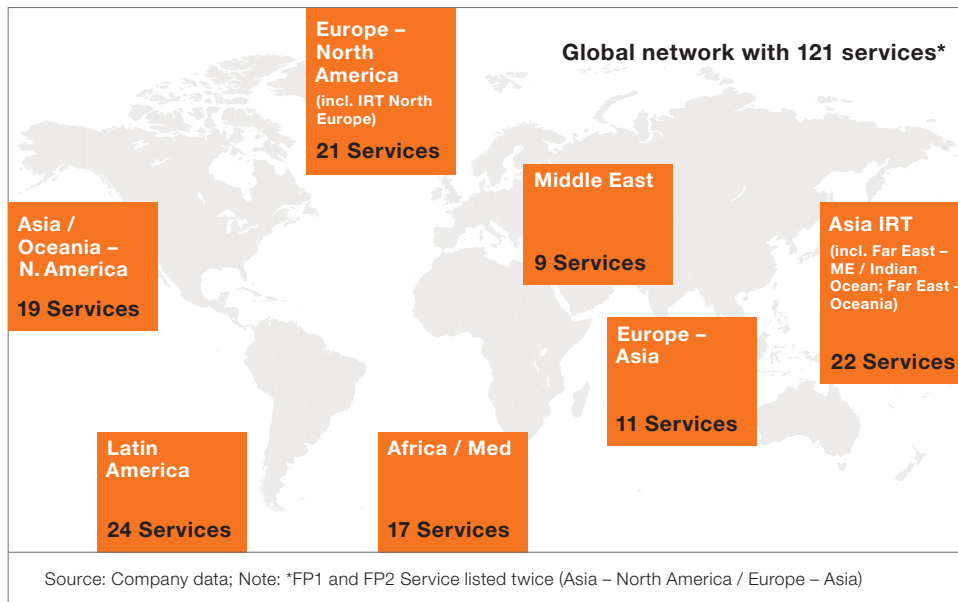 Global network with 121 services*
Europe –
North
America
(incl. IRT North
Europe)
21 Services
Middle East
9 Services
Asia /
Oceania –
N. America
19 Services
Asia IRT
(incl. Far East –
ME / Indian
Ocean; Far East –
Oceania)
22 Services
Europe –
Asia
11 Services
Latin
America
24 Services
Africa / Med
17 Services
Source: Company data; Note: *FP1 and FP2 Service listed twice (Asia – North America / Europe – Asia)